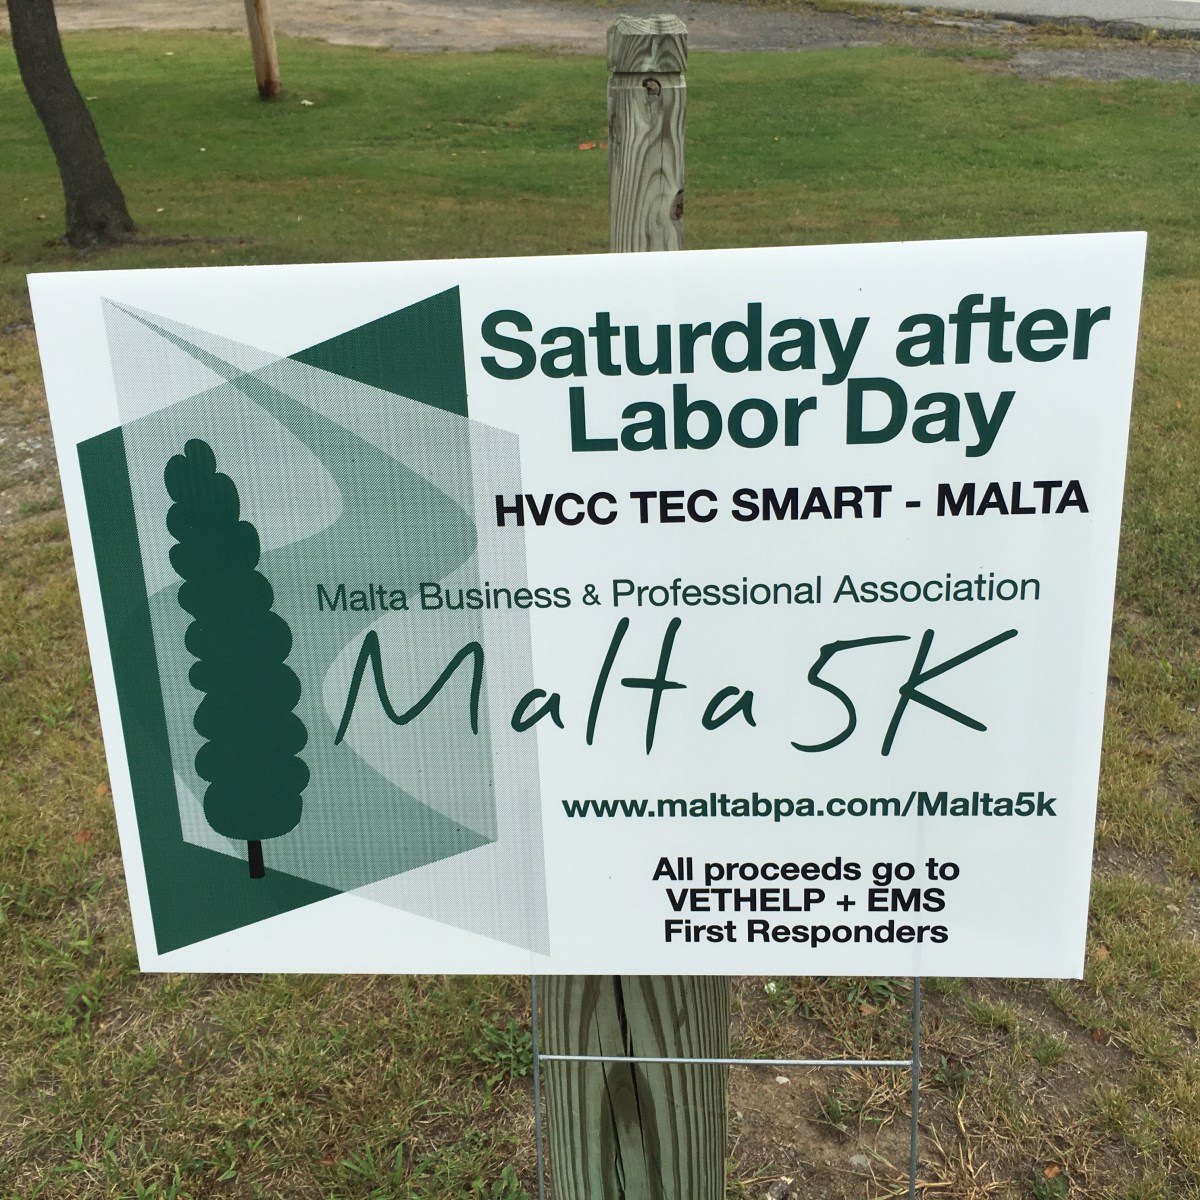 Saturday after
Labor Day
HVCC TEC SMART - MALTA
Malta Business & Professional Association
Malta 5K
www.maltabpa.com/Malta5k
All proceeds go to
VETHELP + EMS
First Responders